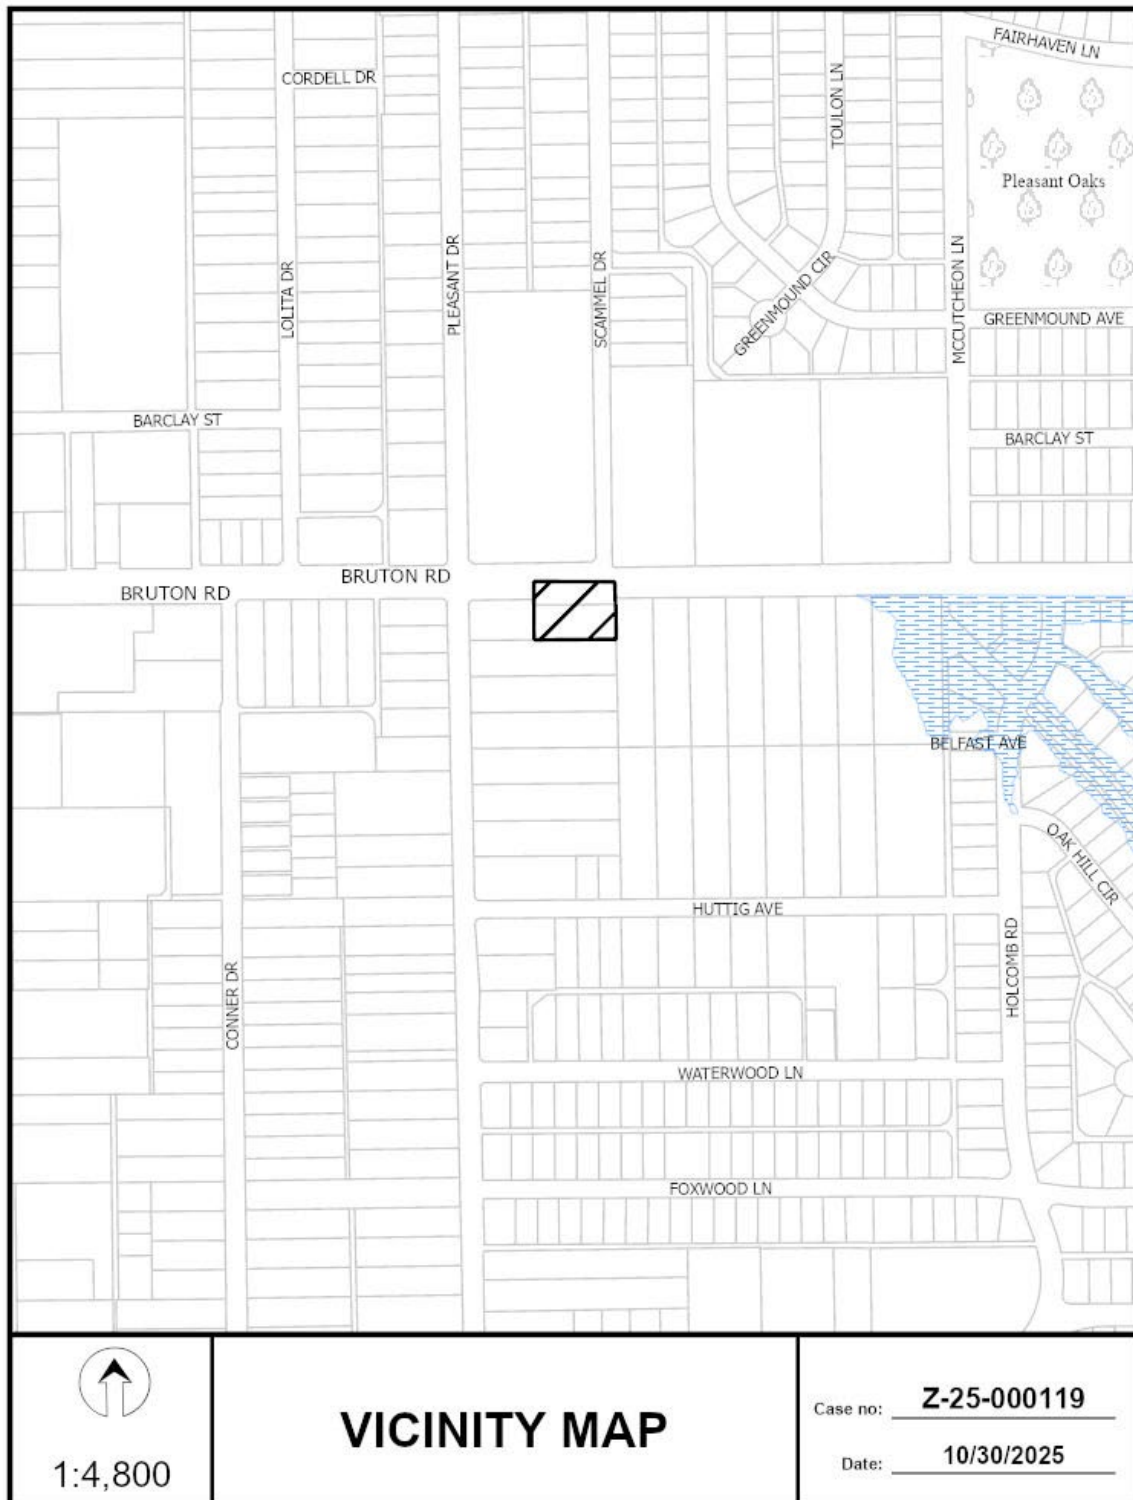 FAIRHAVEN LN
CORDELL DR
TOULON LN
Pleasant Oaks
LOLITA DR
PLEASANT DR
SCAMMEL DR
GREENMOUND CIR
MCCUTCHEON LN
GREENMOUND AVE
BARCLAY ST
BARCLAY ST
BRUTON RD
BRUTON RD
BELFAST AVE
OAK HILL CIR
HUTTIG AVE
HOLCOMB RD
CONNER DR
WATERWOOD LN
FOXWOOD LN
1:4,800
VICINITY MAP
Case no: Z-25-000119
Date: 10/30/2025